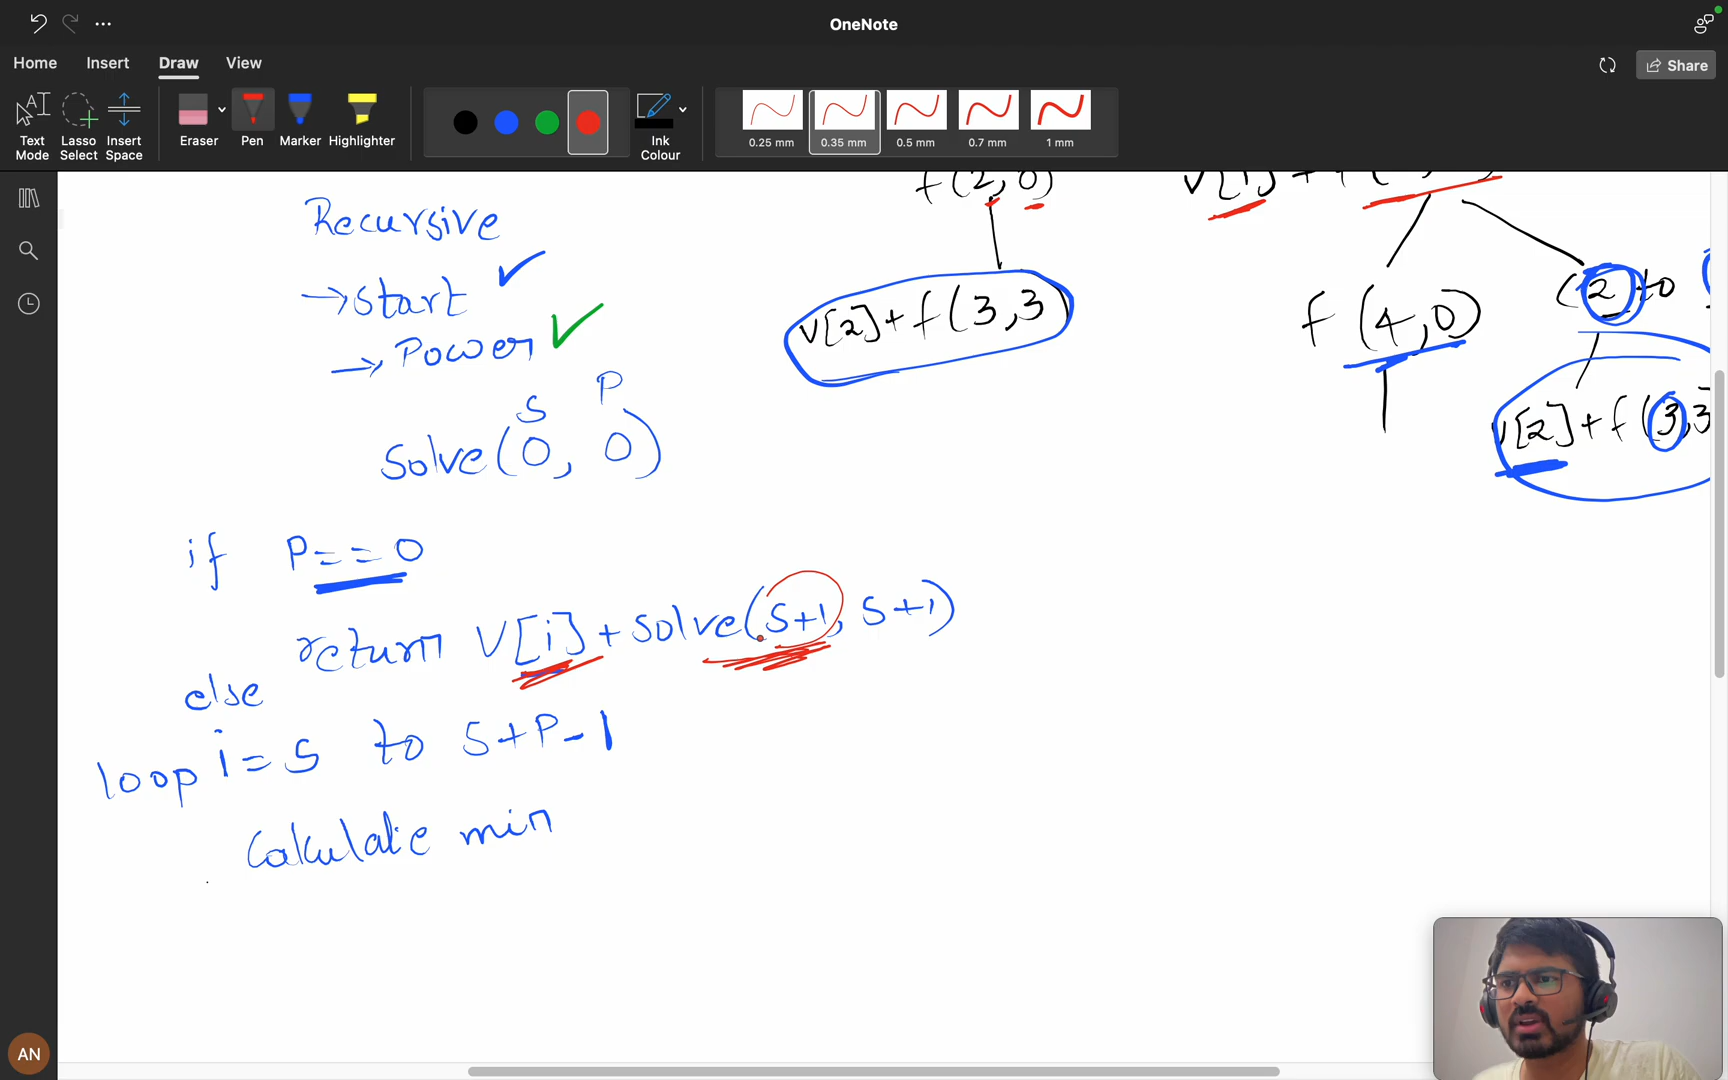 OneNote
Home Insert Draw View
Share
Text Mode
Lasso Select
Insert Space
Eraser
Pen
Marker
Highlighter
Ink Colour
0.25 mm
0.35 mm
0.5 mm
0.7 mm
1 mm
Recursive
→ start
→ Power
S P
solve(0, 0)
if P==0
return V[i] + solve(S+1, S+1)
else
loop i = S to S+P-1
Calculate min
f(2,0)
V[2]+f(3,3)
V[1] + f(
f(4,0)
(2 to
V[2]+f(3,3
AN